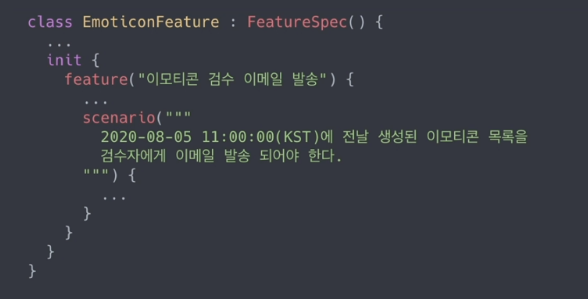 class EmoticonFeature : FeatureSpec() {
  ...
  init {
    feature("이모티콘 검수 이메일 발송") {
      ...
      scenario("""
        2020-08-05 11:00:00(KST)에 전날 생성된 이모티콘 목록을
        검수자에게 이메일 발송 되어야 한다.
      """) {
        ...
      }
    }
  }
}